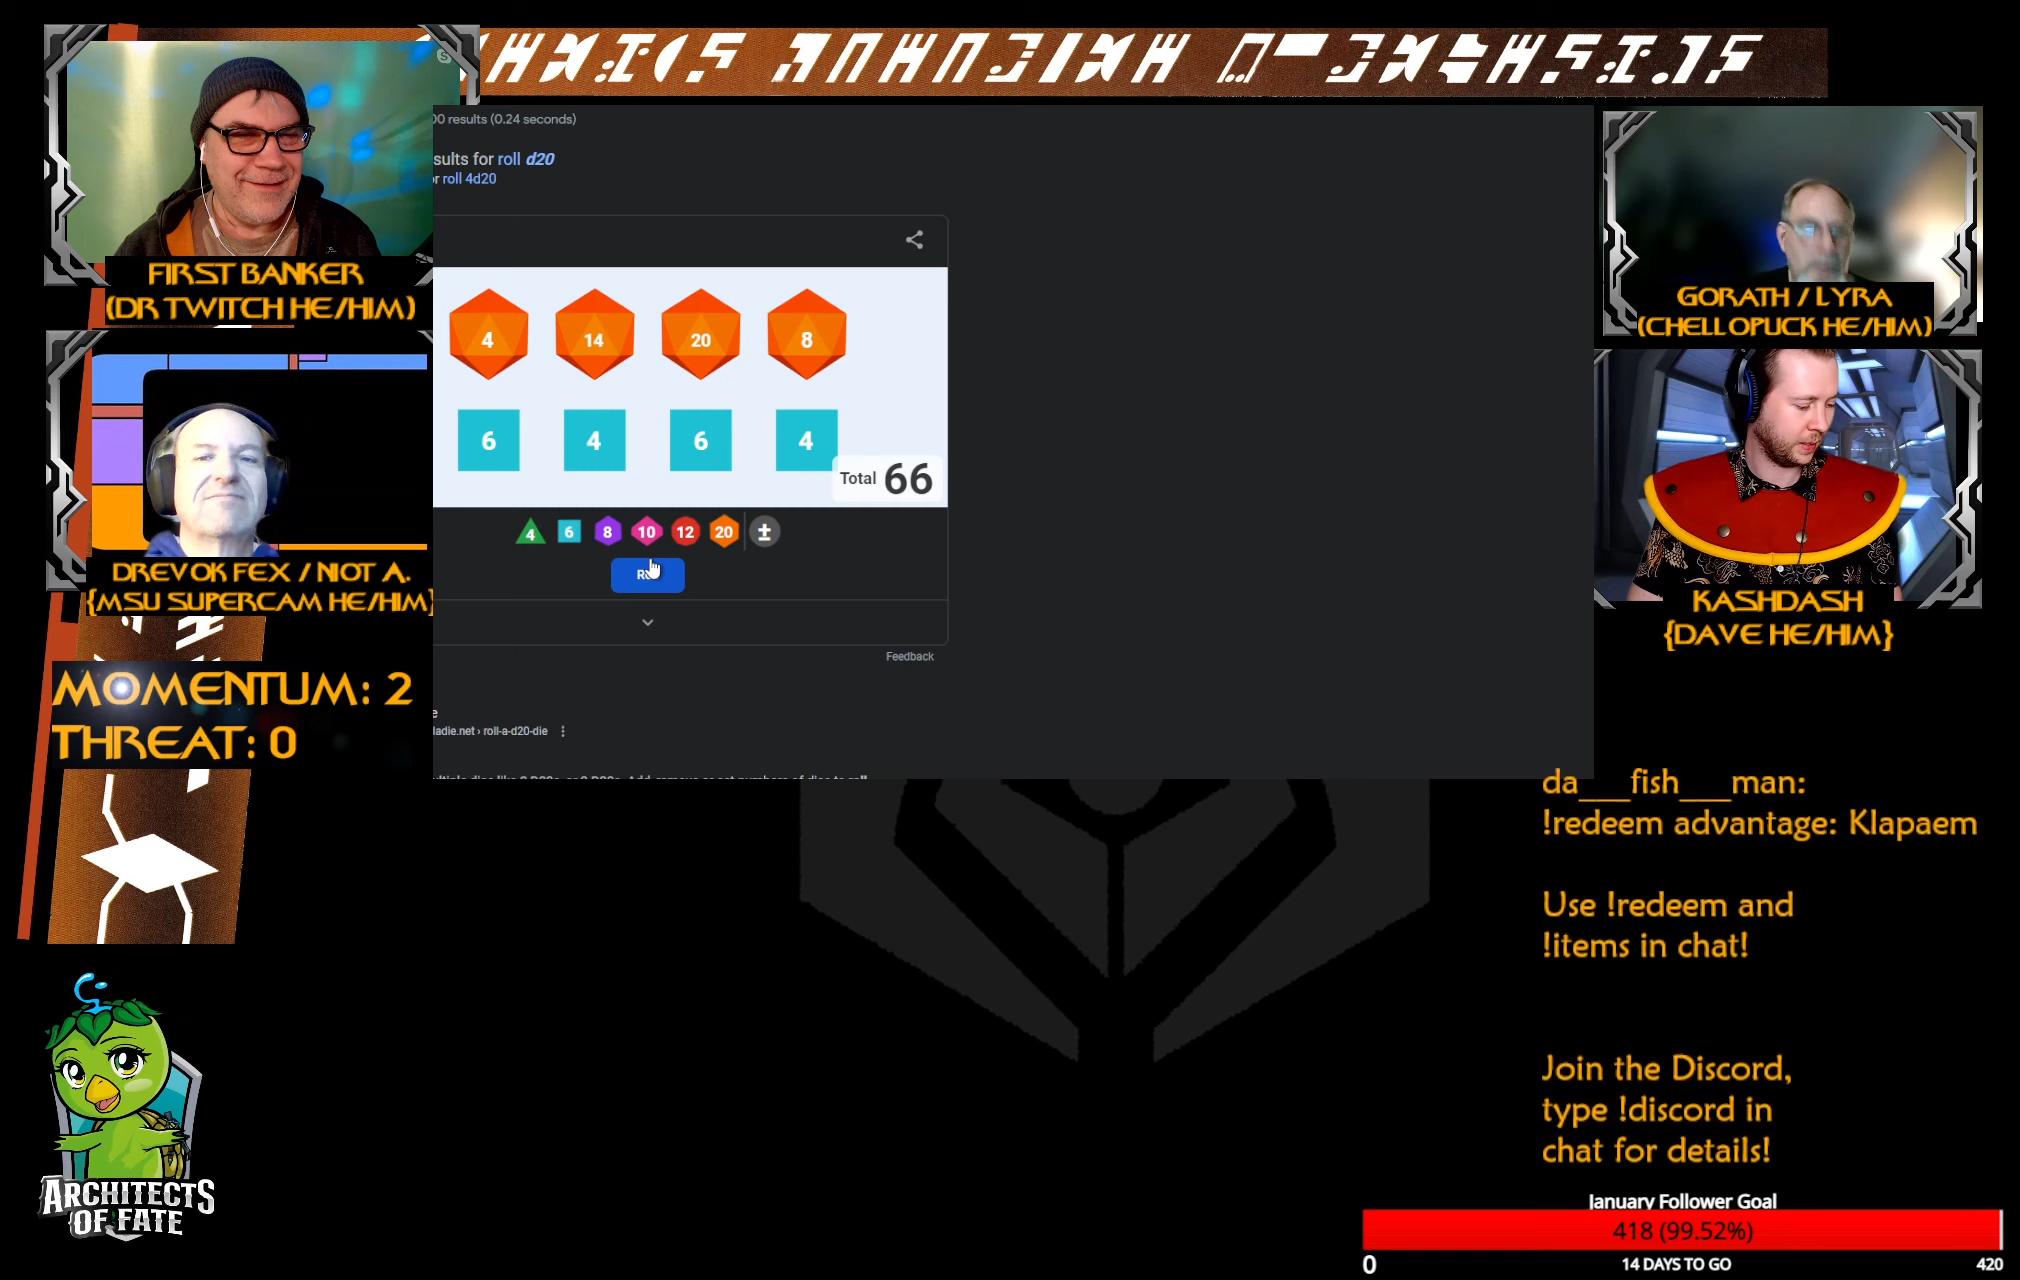 00 results (0.24 seconds)
sults for roll d20
r roll 4d20
4
14
20
8
6
4
6
4
Total 66
4
6
8
10
12
20
±
Feedback
e
ladie.net › roll-a-d20-die
FIRST BANKER
(DR TWITCH HE/HIM)
DREVOK FEX / NIOT A.
{MSU SUPERCAM HE/HIM}
MOMENTUM: 2
THREAT: 0
ARCHITECTS
OF FATE
GORATH / LYRA
(CHELLOPUCK HE/HIM)
KASHDASH
{DAVE HE/HIM}
da___fish___man:
!redeem advantage: Klapaem
Use !redeem and
!items in chat!
Join the Discord,
type !discord in
chat for details!
January Follower Goal
418 (99.52%)
0
14 DAYS TO GO
420